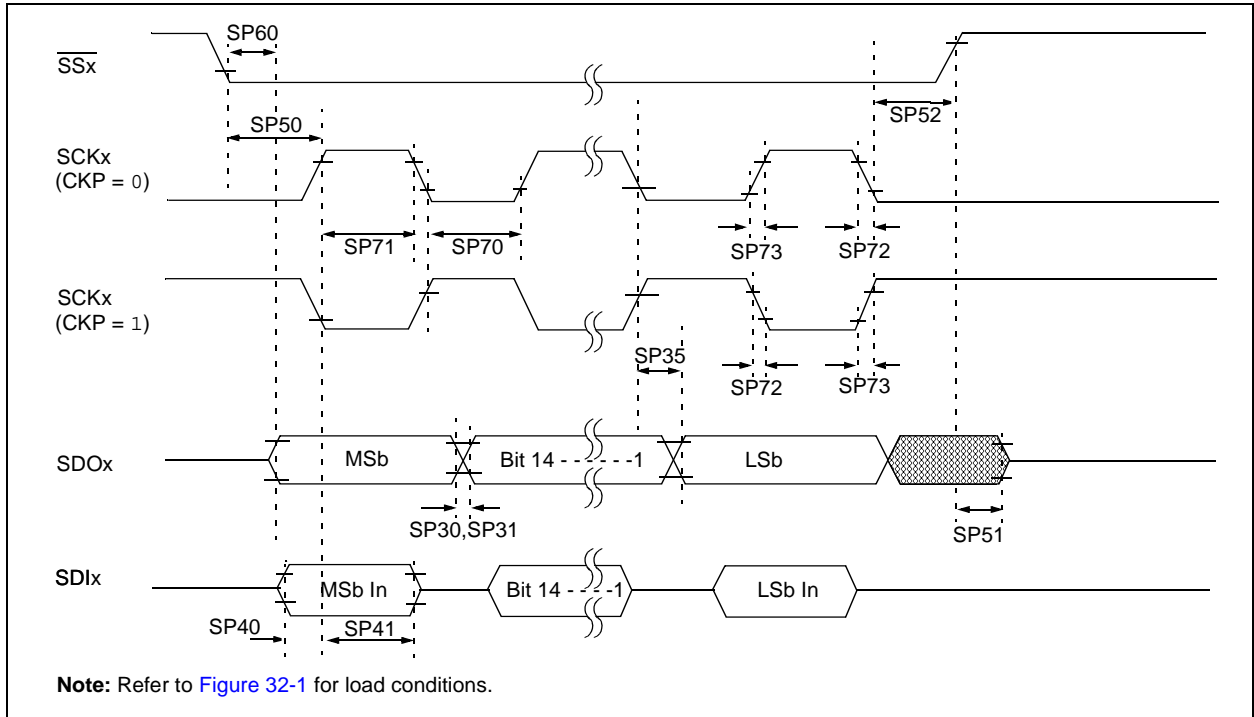 SP60
SSx
SP50
SP52
SCKx
(CKP = 0)
SP71
SP70
SP73
SP72
SCKx
(CKP = 1)
SP35
SP72
SP73
SDOx
MSb
Bit 14 - - - - - -1
LSb
SP30,SP31
SP51
SDIx
MSb In
Bit 14 - - - -1
LSb In
SP40
SP41
Note: Refer to Figure 32-1 for load conditions.